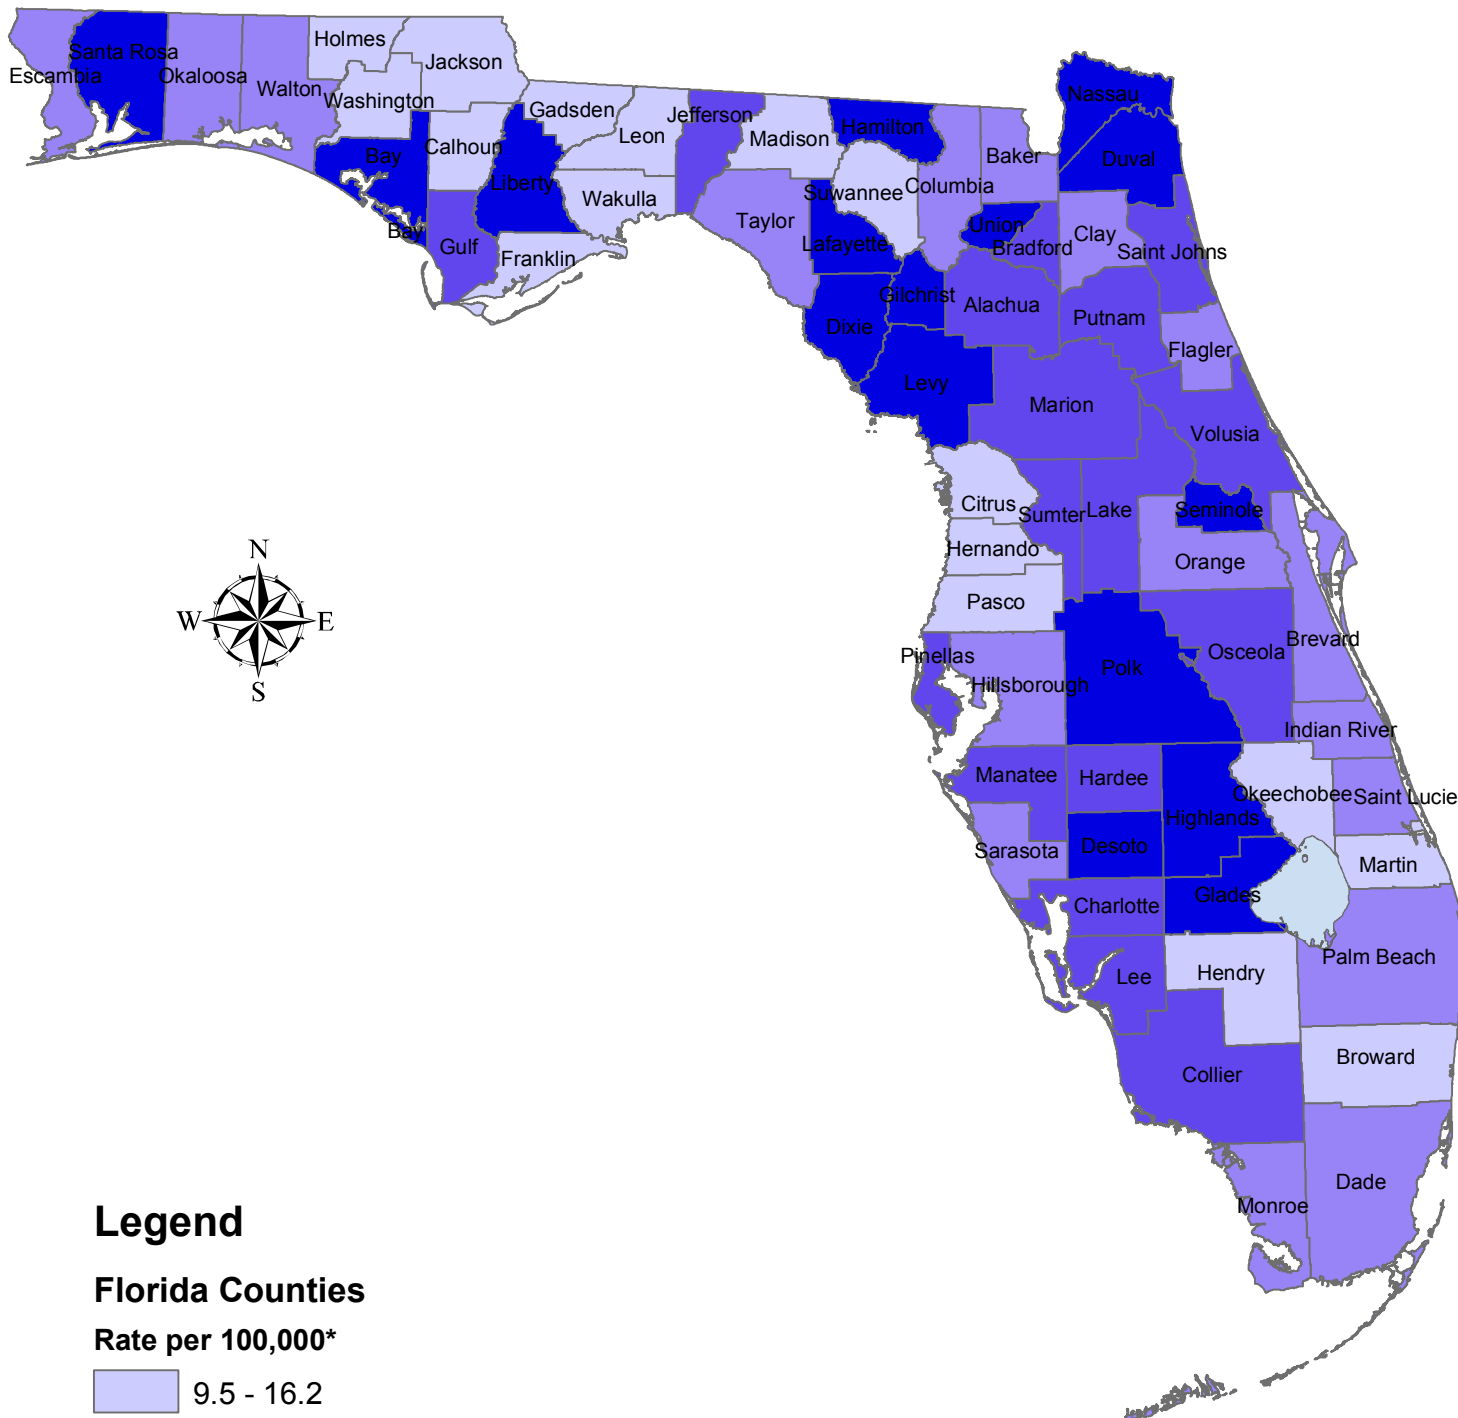 Holmes
Jackson
Santa Rosa
Escambia
Okaloosa
Walton
Washington
Gadsden
Jefferson
Leon
Madison
Hamilton
Nassau
Calhoun
Bay
Liberty
Baker
Duval
Suwannee
Columbia
Wakulla
Taylor
Union
Bay
Gulf
Lafayette
Bradford
Clay
Saint Johns
Franklin
Gilchrist
Alachua
Putnam
Dixie
Flagler
Levy
Marion
Volusia
Citrus
Sumter
Lake
Seminole
Hernando
Orange
N
Pasco
W
E
S
Pinellas
Polk
Osceola
Brevard
Hillsborough
Indian River
Manatee
Hardee
Okeechobee
Saint Lucie
Highlands
Sarasota
Desoto
Martin
Charlotte
Glades
Lee
Hendry
Palm Beach
Collier
Broward
Dade
Monroe
Legend
Florida Counties
Rate per 100,000*
9.5 - 16.2